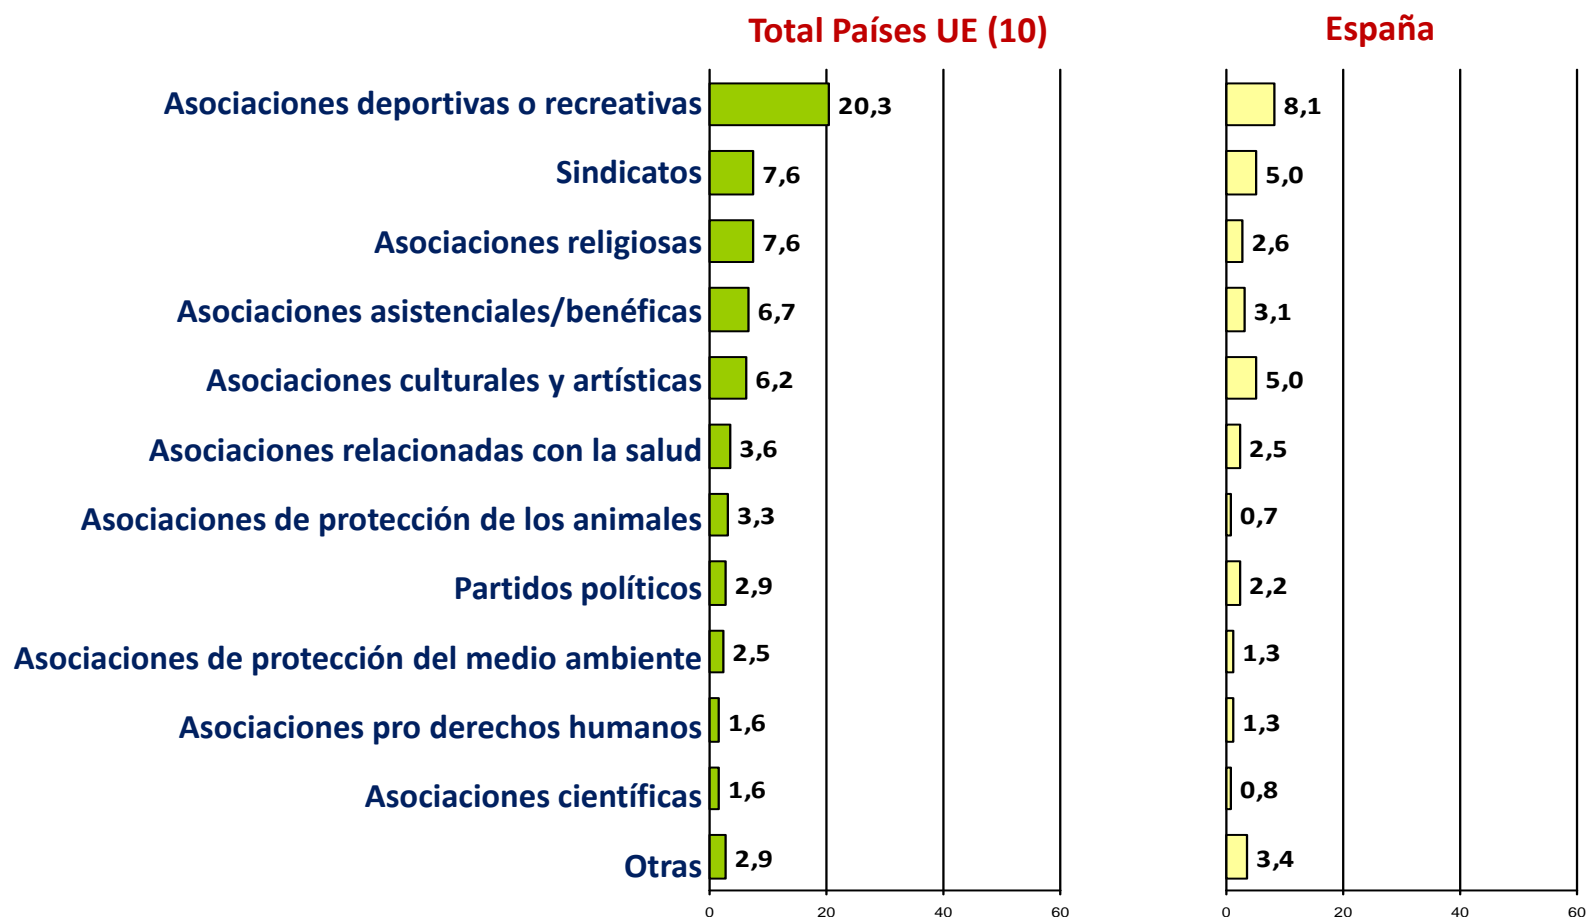 Total Países UE (10) España
Asociaciones deportivas o recreativas 20,3 8,1
Sindicatos 7,6 5,0
Asociaciones religiosas 7,6 2,6
Asociaciones asistenciales/benéficas 6,7 3,1
Asociaciones culturales y artísticas 6,2 5,0
Asociaciones relacionadas con la salud 3,6 2,5
Asociaciones de protección de los animales 3,3 0,7
Partidos políticos 2,9 2,2
Asociaciones de protección del medio ambiente 2,5 1,3
Asociaciones pro derechos humanos 1,6 1,3
Asociaciones científicas 1,6 0,8
Otras 2,9 3,4
0 20 40 60 0 20 40 60